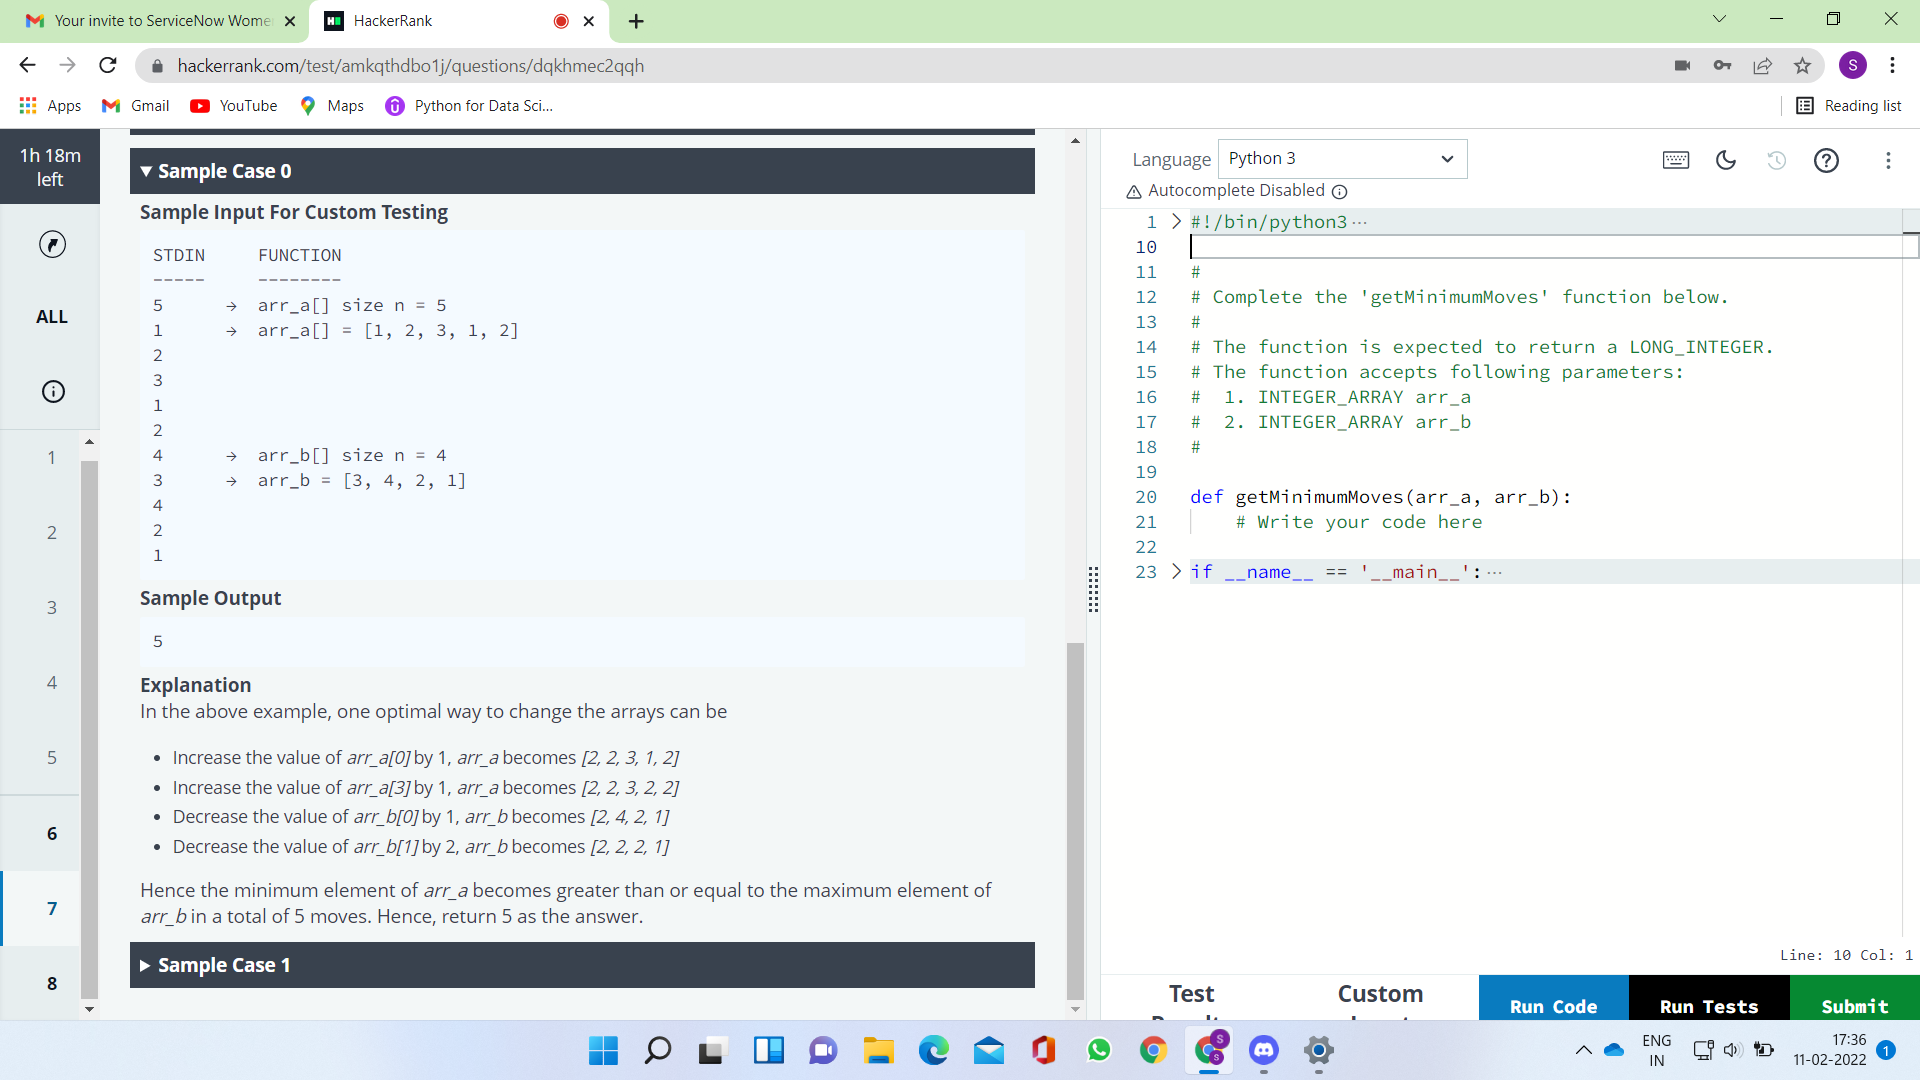 Your invite to ServiceNow Wome
HackerRank
hackerrank.com/test/amkqthdbo1j/questions/dqkhmec2qqh
S
Apps
Gmail
YouTube
Maps
Python for Data Sci...
Reading list
1h 18m
left
ALL
1
2
3
4
5
6
7
8
Sample Case 0
Sample Input For Custom Testing
STDIN FUNCTION
----- --------
5 → arr_a[] size n = 5
1 → arr_a[] = [1, 2, 3, 1, 2]
2
3
1
2
4 → arr_b[] size n = 4
3 → arr_b = [3, 4, 2, 1]
4
2
1
Sample Output
5
Explanation
In the above example, one optimal way to change the arrays can be
• Increase the value of arr_a[0] by 1, arr_a becomes [2, 2, 3, 1, 2]
• Increase the value of arr_a[3] by 1, arr_a becomes [2, 2, 3, 2, 2]
• Decrease the value of arr_b[0] by 1, arr_b becomes [2, 4, 2, 1]
• Decrease the value of arr_b[1] by 2, arr_b becomes [2, 2, 2, 1]
Hence the minimum element of arr_a becomes greater than or equal to the maximum element of
arr_b in a total of 5 moves. Hence, return 5 as the answer.
Sample Case 1
Language Python 3
Autocomplete Disabled
1 #!/bin/python3 ...
10
11 #
12 # Complete the 'getMinimumMoves' function below.
13 #
14 # The function is expected to return a LONG_INTEGER.
15 # The function accepts following parameters:
16 #  1. INTEGER_ARRAY arr_a
17 #  2. INTEGER_ARRAY arr_b
18 #
19
20 def getMinimumMoves(arr_a, arr_b):
21     # Write your code here
22
23 if __name__ == '__main__': ...
Line: 10 Col: 1
Test
Custom
Run Code
Run Tests
Submit
ENG
IN
17:36
11-02-2022
1